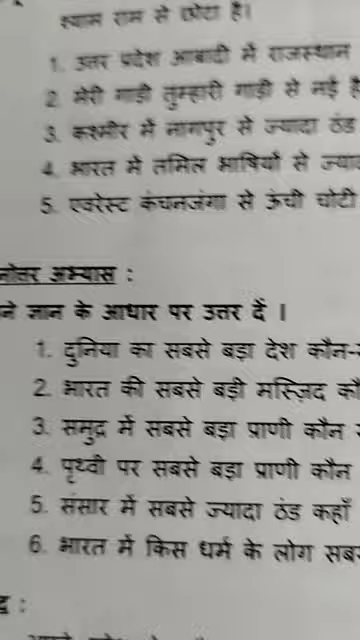 श्याम राम से छोटा है।
1. उत्तर प्रदेश आबादी में राजस्थान
2. मेरी गाड़ी तुम्हारी गाड़ी से नई है
3. कश्मीर में नागपुर से ज्यादा ठंड
4. भारत में तमिल भाषियों से
5. एवरेस्ट कंचनजंगा से ऊंची चोटी
अभ्यास :
ज्ञान के आधार पर उत्तर दें ।
1. दुनिया का सबसे बड़ा देश कौन-
2. भारत की सबसे बड़ी मस्ज़िद
3. समुद्र में सबसे बड़ा प्राणी कौन
4. पृथ्वी पर सबसे बड़ा प्राणी कौन
5. संसार में सबसे ज्यादा ठंड कहाँ
6. भारत में किस धर्म के लोग